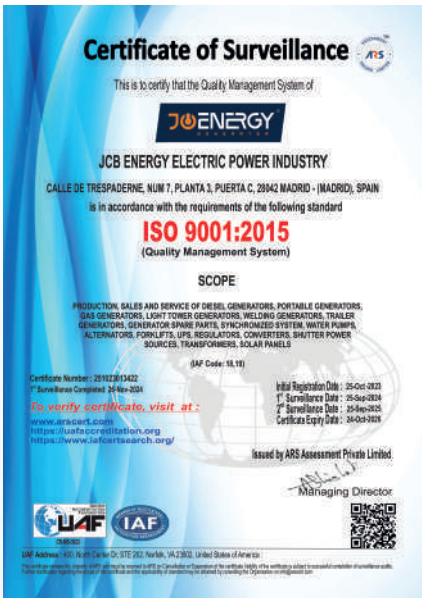 Certificate of Surveillance
ARS
This is to certify that the Quality Management System of
ENERGY
GENERATOR
JCB ENERGY ELECTRIC POWER INDUSTRY
CALLE DE TRESPADERNE, NUM 7, PLANTA 3, PUERTA C, 28042 MADRID - (MADRID), SPAIN
is in accordance with the requirements of the following standard
ISO 9001:2015
(Quality Management System)
SCOPE
PRODUCTION, SALES AND SERVICE OF DIESEL GENERATORS, PORTABLE GENERATORS,
GAS GENERATORS, LIGHT TOWER GENERATORS, WELDING GENERATORS, TRAILER
GENERATORS, GENERATOR SPARE PARTS, SYNCHRONIZED SYSTEM, WATER PUMPS,
ALTERNATORS, FORKLIFTS, UPS, REGULATORS, CONVERTERS, SHUTTER POWER
SOURCES, TRANSFORMERS, SOLAR PANELS
(IAF Code: 18,19)
Certificate Number : 251023013422
1st Surveillance Completed: 25-Nov-2024
Initial Registration Date : 25-Oct-2023
1st Surveillance Date : 25-Sep-2024
2nd Surveillance Date : 25-Sep-2025
Certificate Expiry Date : 24-Oct-2026
To verify certificate, visit at :
www.arscert.com
https://uafaccreditation.org
https://www.iafcertsearch.org/
Issued by ARS Assessment Private Limited
Managing Director
UAF
IAF
UAF Address : 400, North Center Dr, STE 202, Norfolk, VA 23502, United States of America